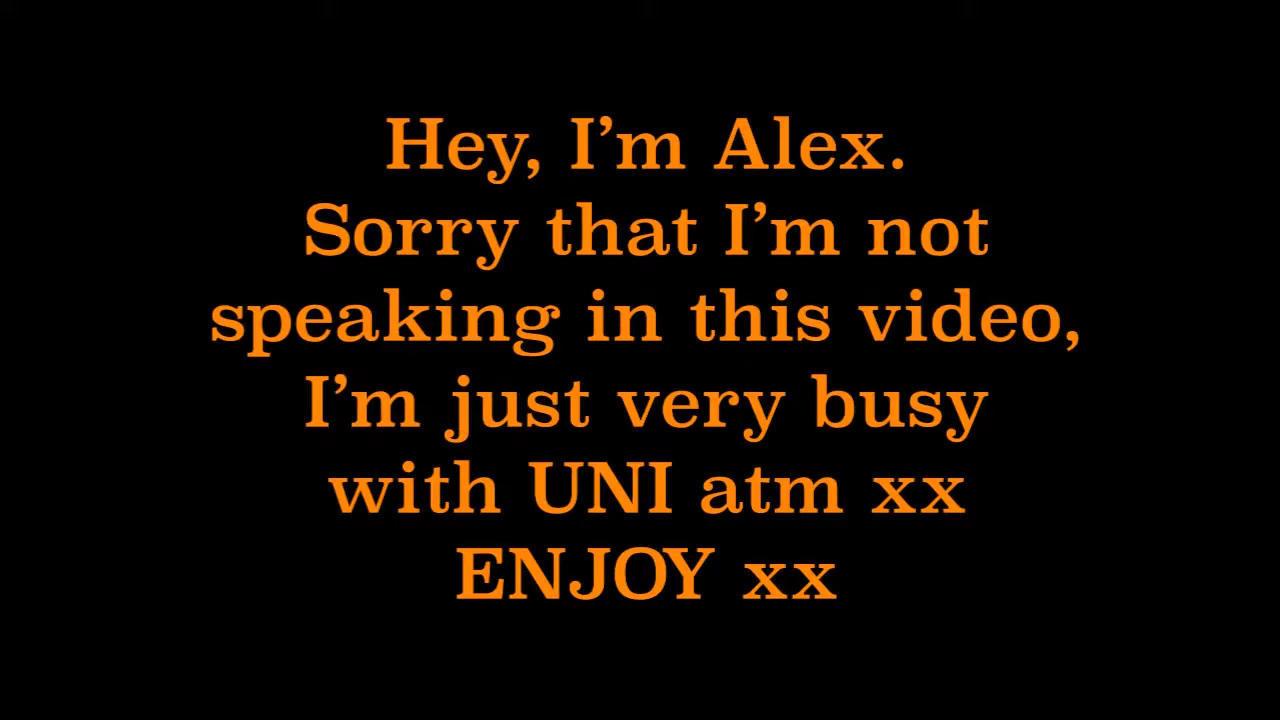 Hey, I’m Alex.
Sorry that I’m not
speaking in this video,
I’m just very busy
with UNI atm xx
ENJOY xx